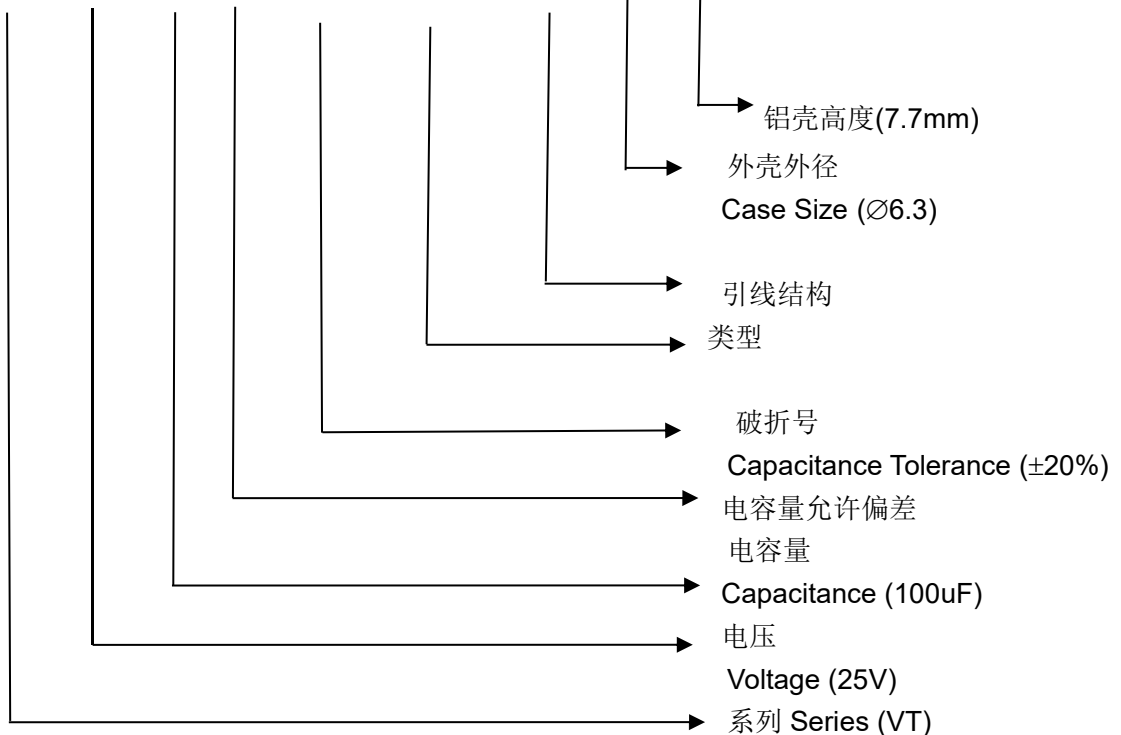 铝壳高度(7.7mm)
外壳外径
Case Size (∅6.3)
引线结构
类型
破折号
Capacitance Tolerance (±20%)
电容量允许偏差
电容量
Capacitance (100uF)
电压
Voltage (25V)
系列 Series (VT)